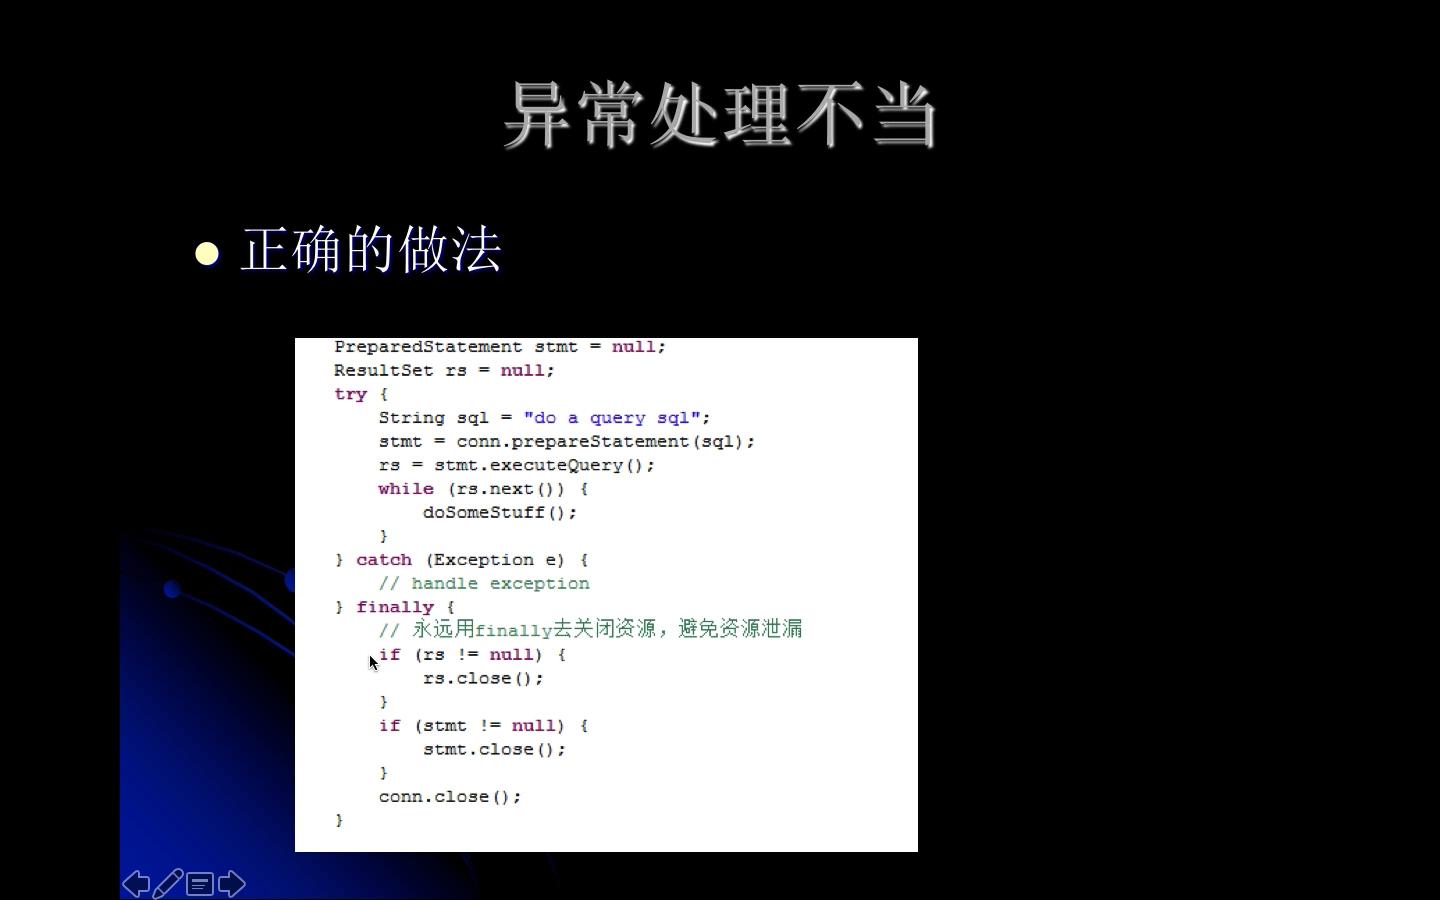 异常处理不当
正确的做法
PreparedStatement stmt = null;
ResultSet rs = null;
try {
String sql = "do a query sql";
stmt = conn.prepareStatement(sql);
rs = stmt.executeQuery();
while (rs.next()) {
doSomeStuff();
}
} catch (Exception e) {
// handle exception
} finally {
// 永远用finally去关闭资源，避免资源泄漏
if (rs != null) {
rs.close();
}
if (stmt != null) {
stmt.close();
}
conn.close();
}